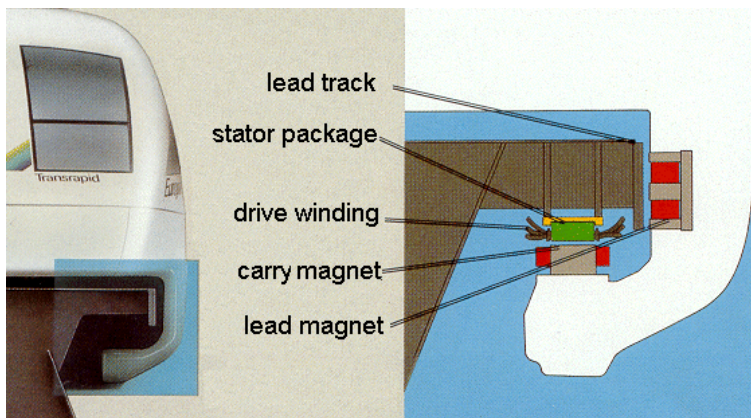 lead track
stator package
Transrapid
drive winding
carry magnet
lead magnet